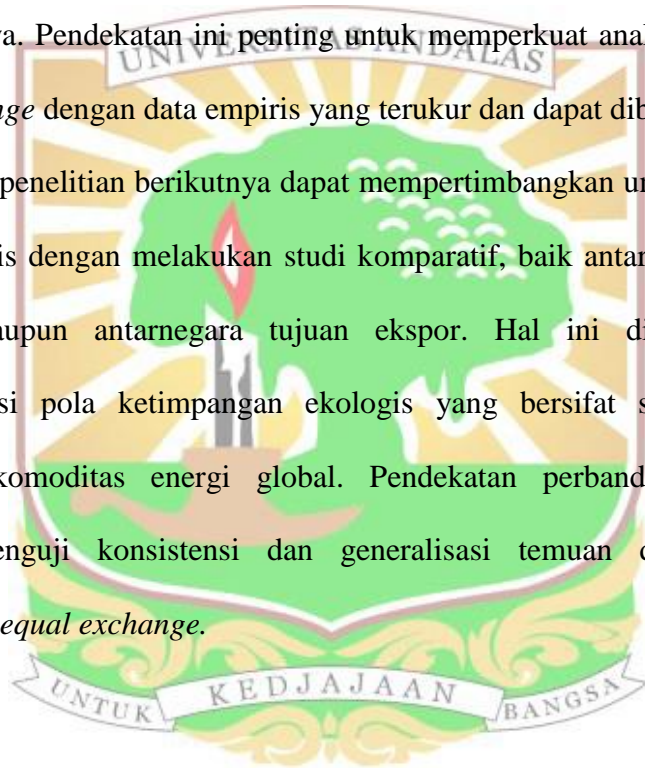 ya. Pendekatan ini penting untuk memperkuat anal
UNIVERSITAS ANDALAS
nge dengan data empiris yang terukur dan dapat dib
penelitian berikutnya dapat mempertimbangkan un
is dengan melakukan studi komparatif, baik antar
aupun antarnegara tujuan ekspor. Hal ini di
si pola ketimpangan ekologis yang bersifat s
komoditas energi global. Pendekatan perband
enguji konsistensi dan generalisasi temuan d
equal exchange.
UNTUK KEDJAJAAN BANGSA